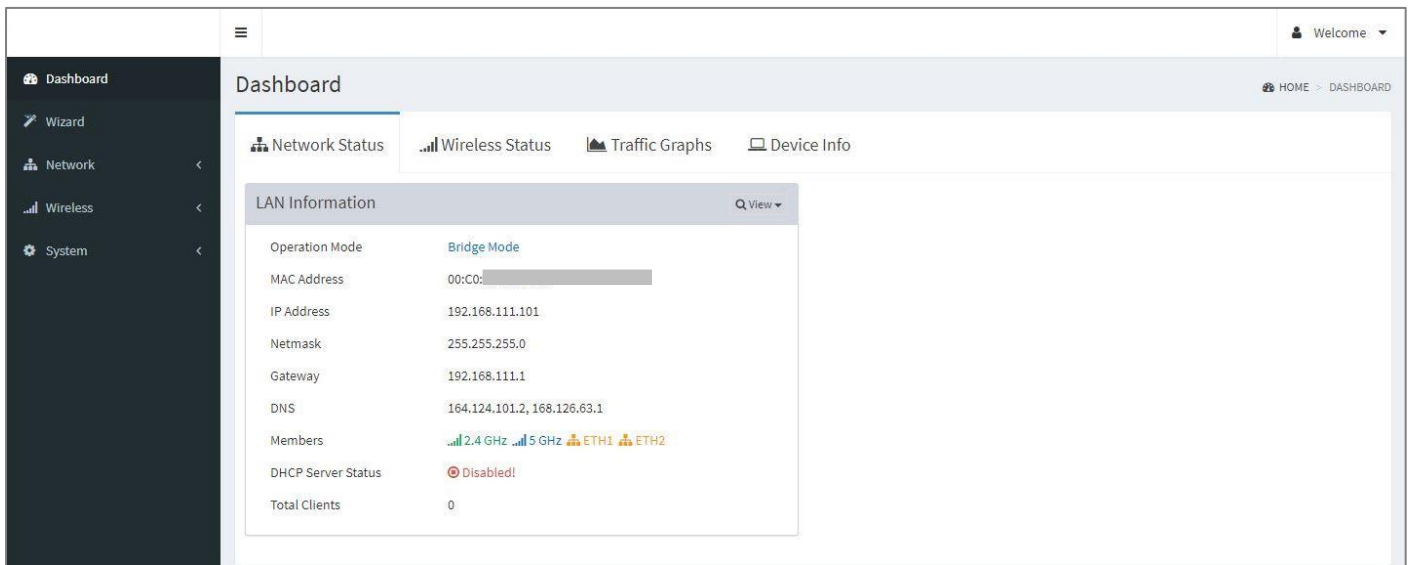 Welcome
Dashboard
Wizard
Network
Wireless
System
Dashboard
HOME > DASHBOARD
Network Status Wireless Status Traffic Graphs Device Info
LAN Information View
Operation Mode Bridge Mode
MAC Address 00:C0:
IP Address 192.168.111.101
Netmask 255.255.255.0
Gateway 192.168.111.1
DNS 164.124.101.2, 168.126.63.1
Members 2.4 GHz 5 GHz ETH1 ETH2
DHCP Server Status Disabled!
Total Clients 0